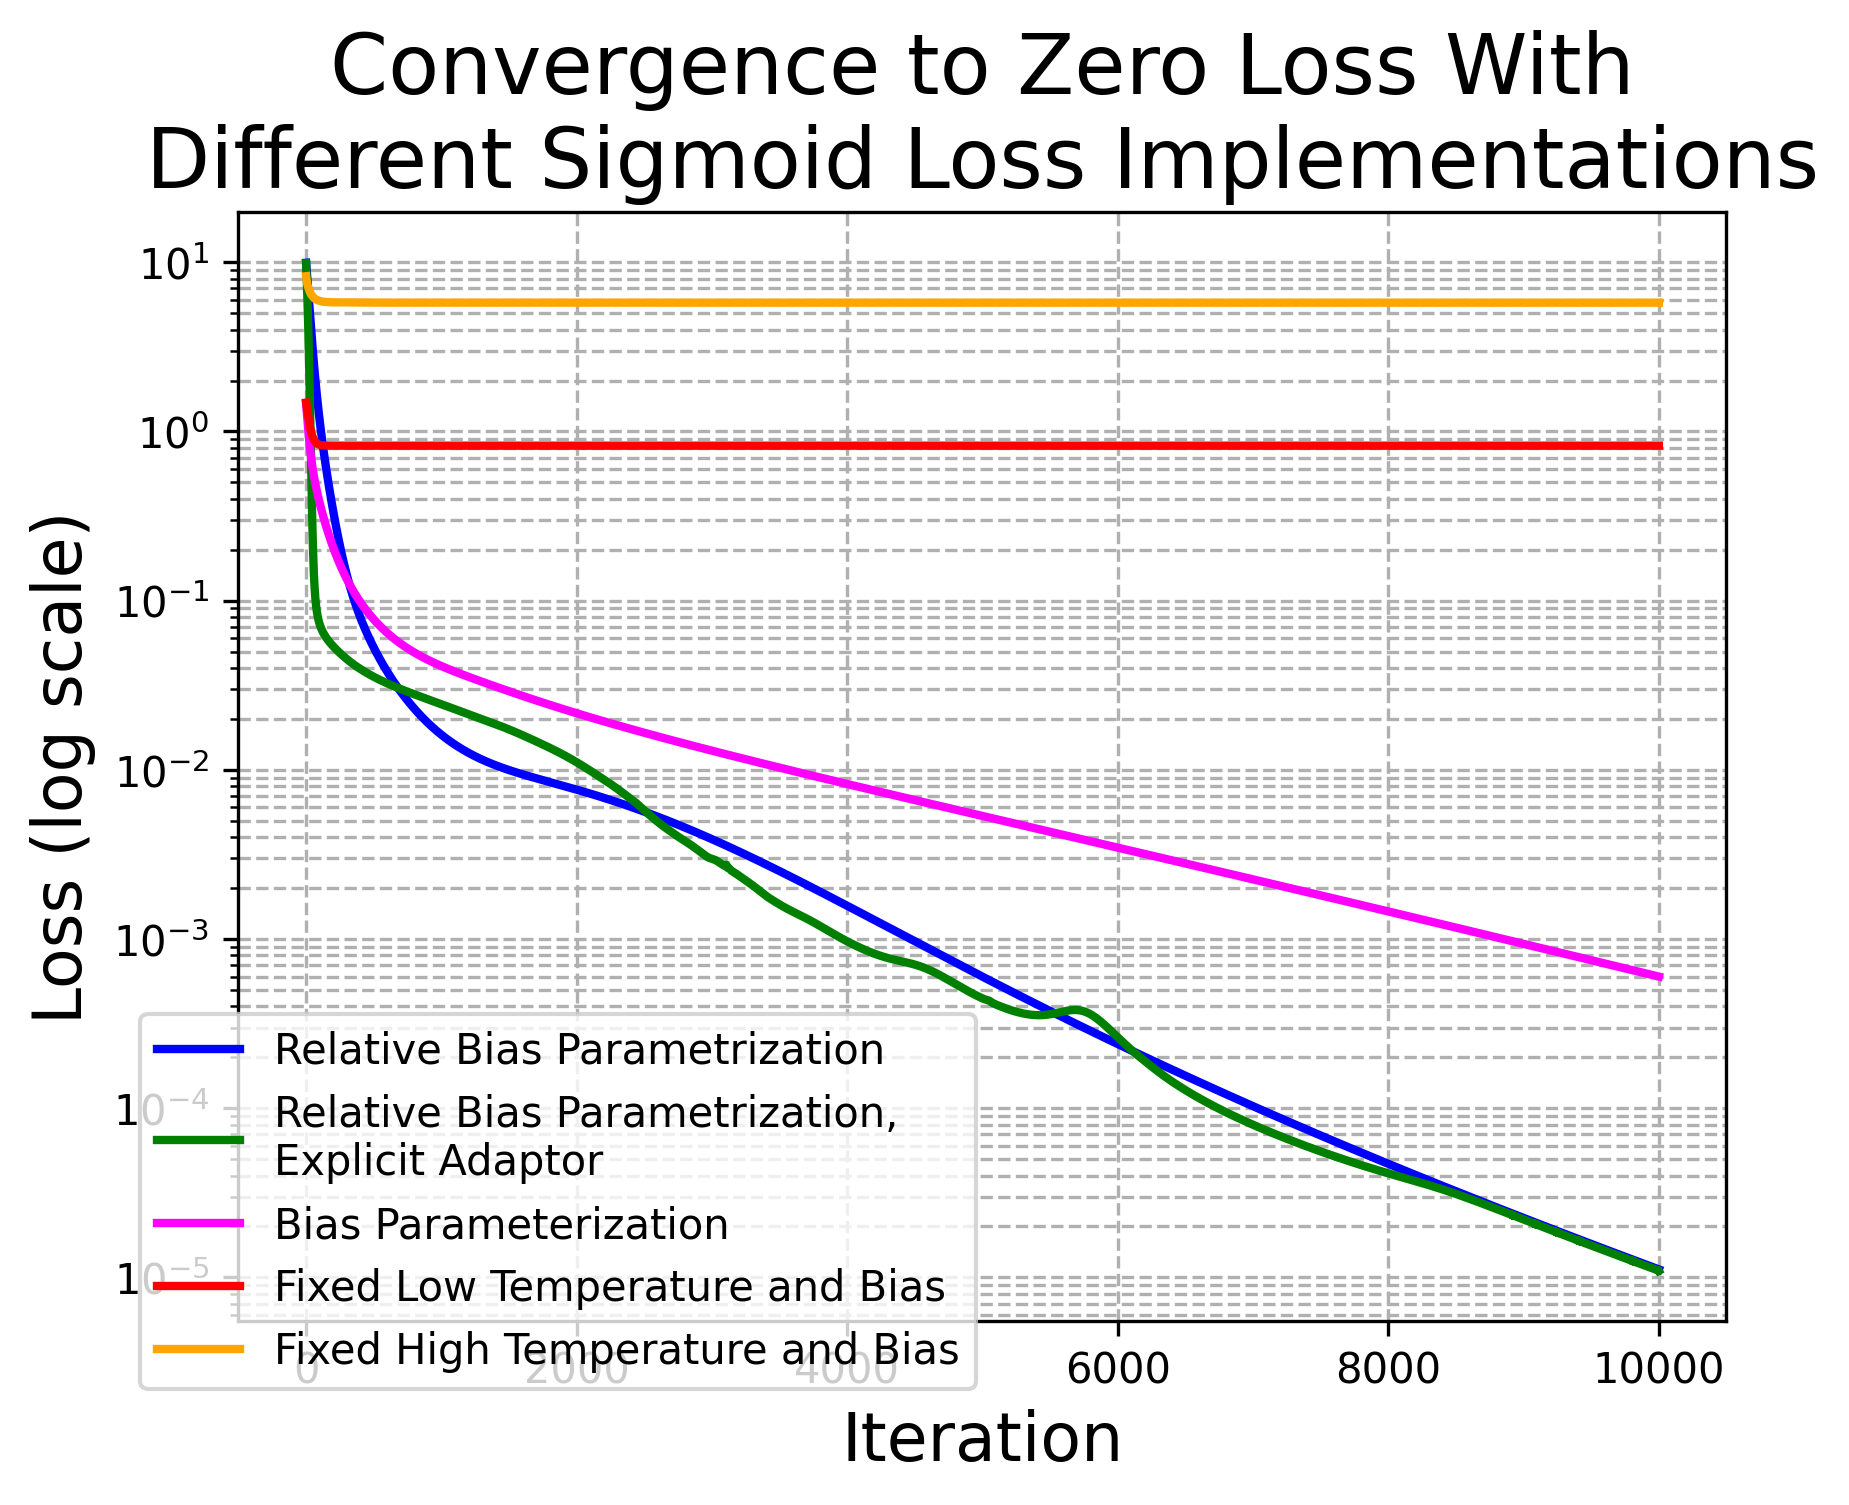 Convergence to Zero Loss With
Different Sigmoid Loss Implementations
Loss (log scale)
10¹
10⁰
10⁻¹
10⁻²
10⁻³
10⁻⁴
10⁻⁵
Relative Bias Parametrization
Relative Bias Parametrization,
Explicit Adaptor
Bias Parameterization
Fixed Low Temperature and Bias
Fixed High Temperature and Bias
0 2000 4000 6000 8000 10000
Iteration